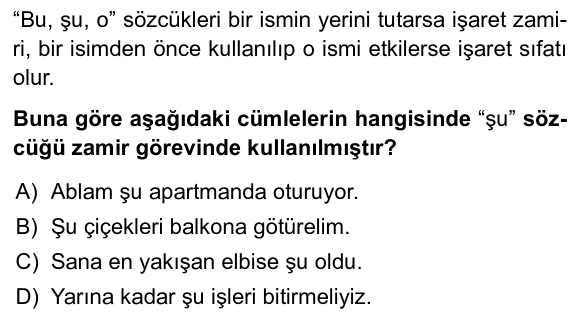 “Bu, şu, o” sözcükleri bir ismin yerini tutarsa işaret zami-
ri, bir isimden önce kullanılıp o ismi etkilerse işaret sıfatı
olur.
Buna göre aşağıdaki cümlelerin hangisinde “şu” söz-
cüğü zamir görevinde kullanılmıştır?
A) Ablam şu apartmanda oturuyor.
B) Şu çiçekleri balkona götürelim.
C) Sana en yakışan elbise şu oldu.
D) Yarına kadar şu işleri bitirmeliyiz.